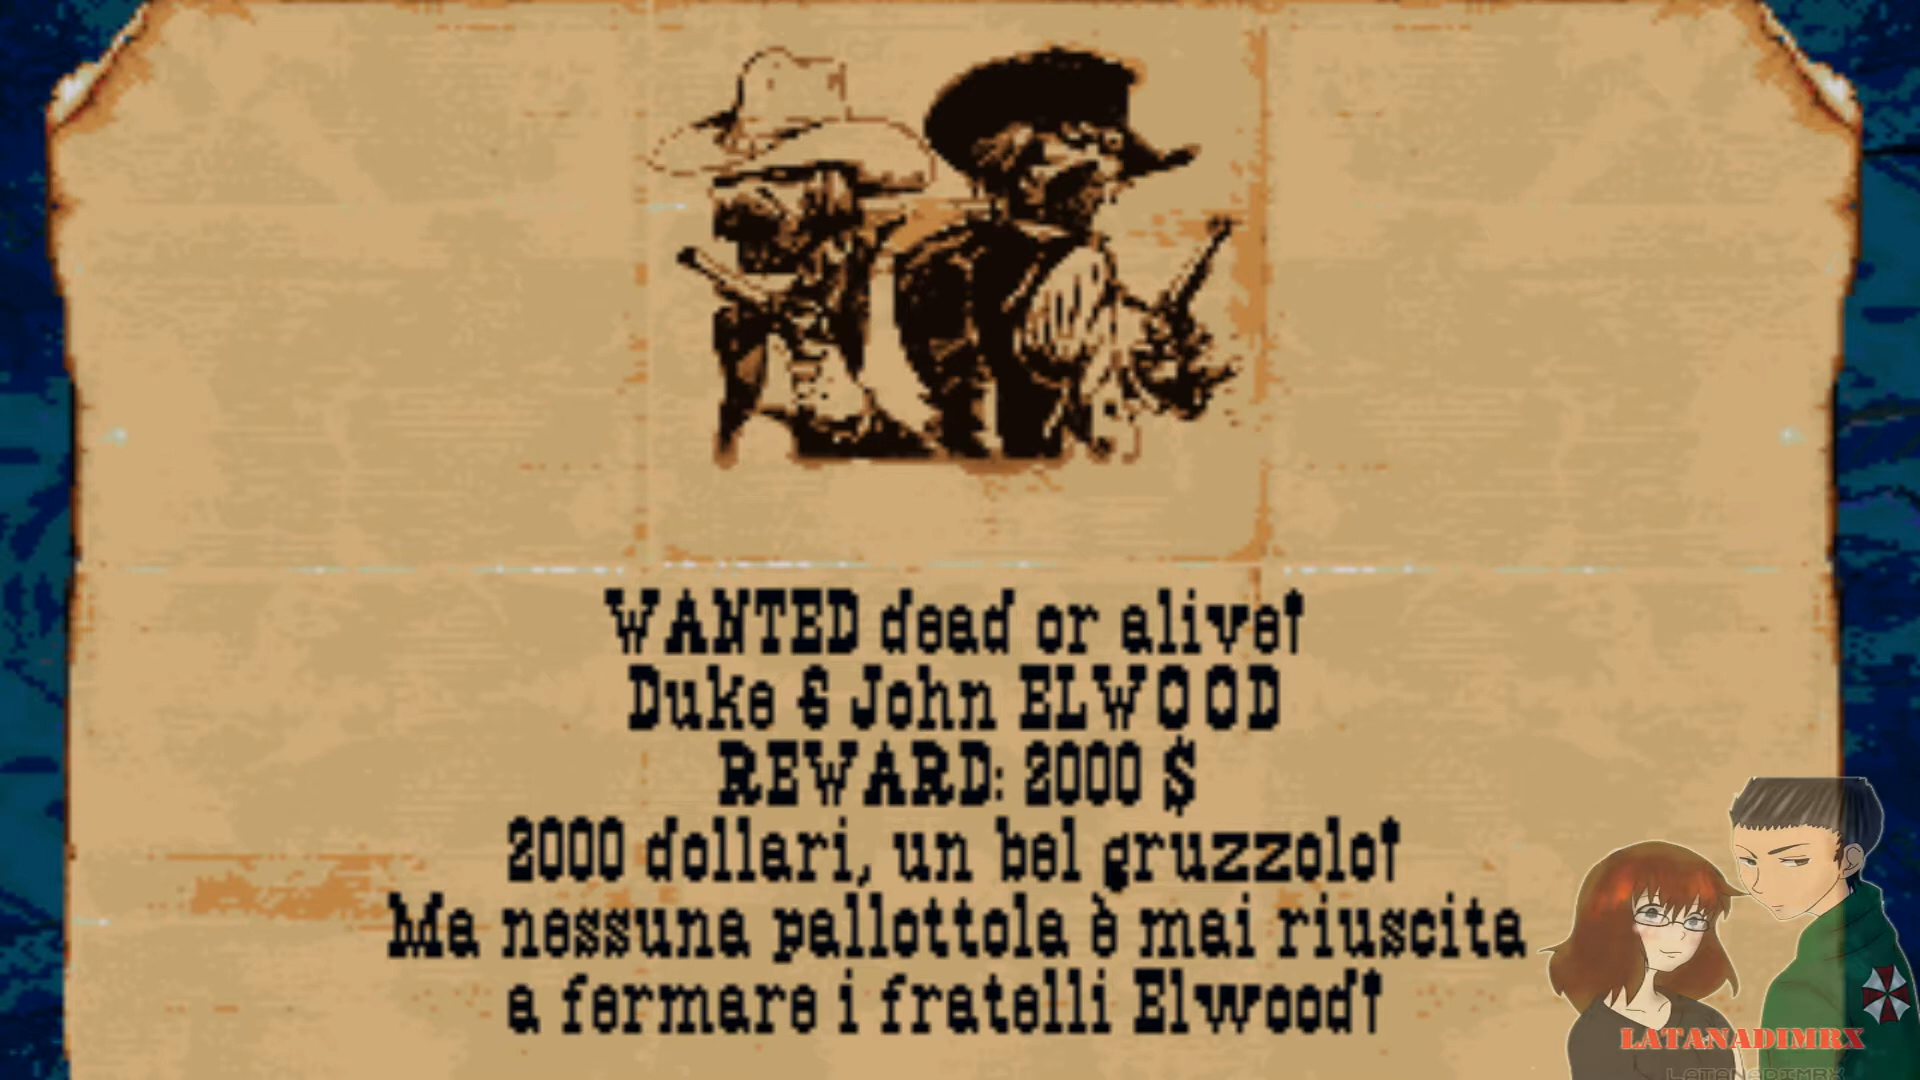 WANTED dead or alive!
Duke & John ELWOOD
REWARD: 2000 $
2000 dollari, un bel gruzzolo!
Ma nessuna pallottola è mai riuscita
a fermare i fratelli Elwood!
LATANADIMRX
LATANADIMRX